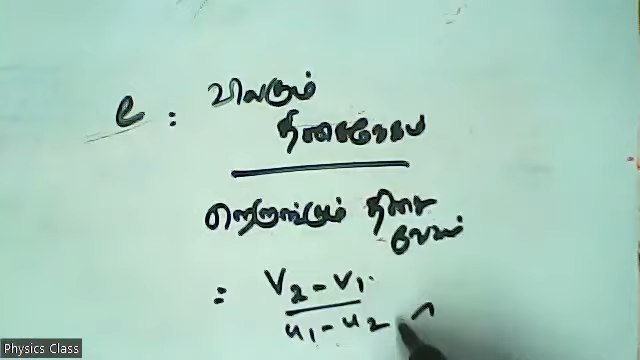 e : விலகும்
திசைவேகம்
நெருங்கும் திசை
வேகம்
: V₂ - V₁
u₁ - u₂
Physics Class